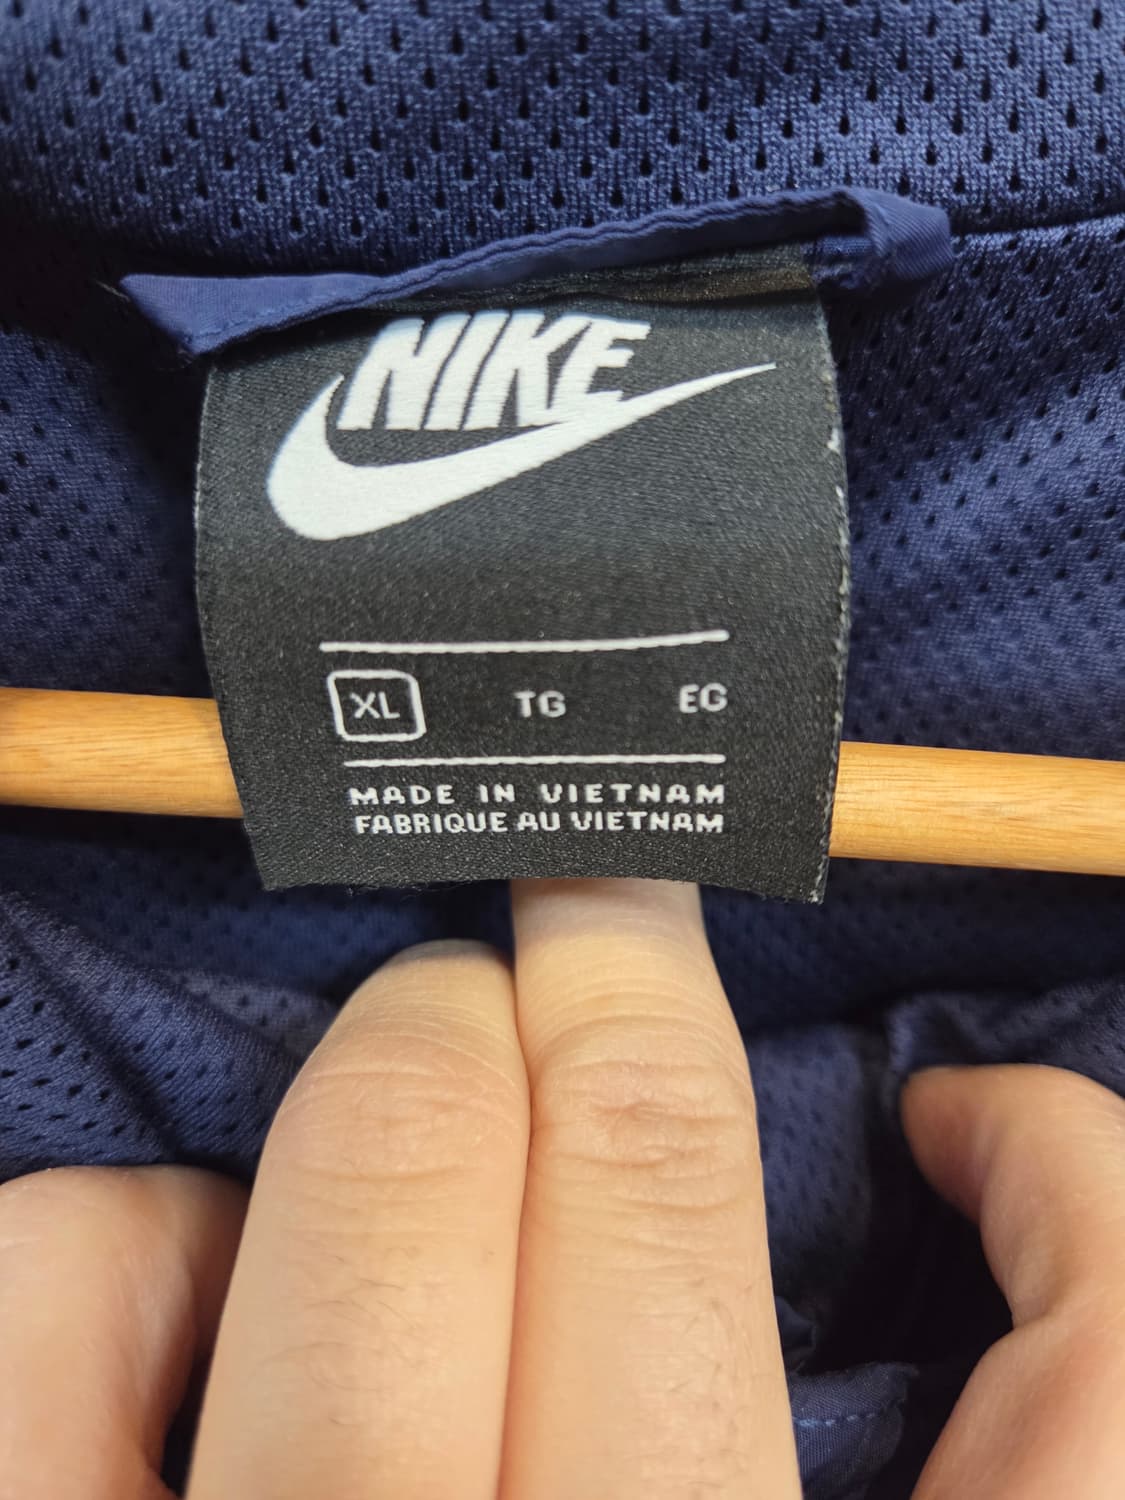 NIKE
XL TG EG
MADE IN VIETNAM
FABRIQUE AU VIETNAM